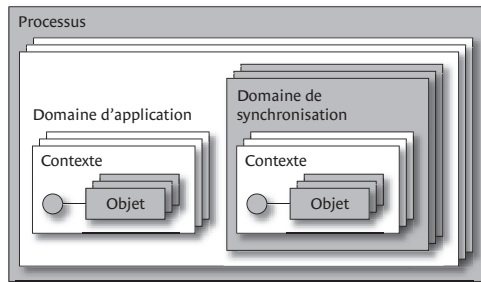 Processus
Domaine d'application
Contexte
Objet
Domaine de
synchronisation
Contexte
Objet